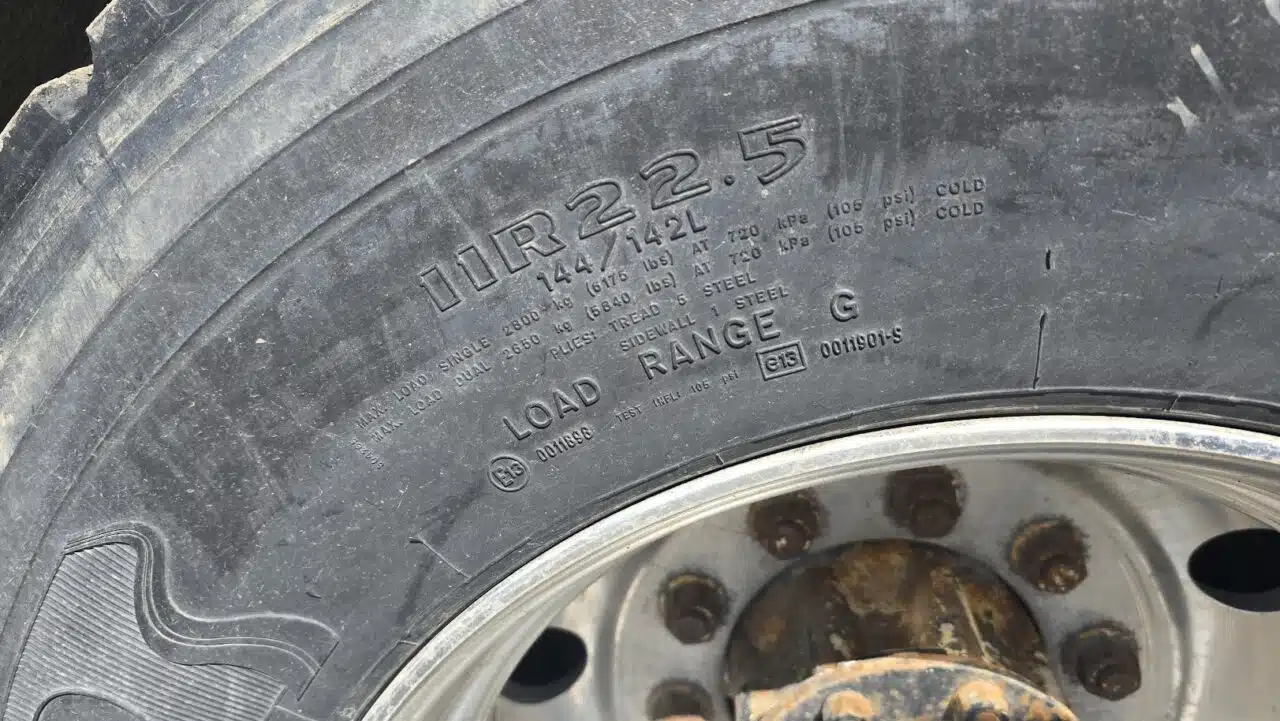 11R22.5
144/142L
MAX. LOAD SINGLE 2800 kg (6175 lbs) AT 720 kPa (105 psi) COLD
MAX. LOAD DUAL 2650 kg (5840 lbs) AT 720 kPa (105 psi) COLD
PLIES: TREAD 5 STEEL
SIDEWALL 1 STEEL
LOAD RANGE G
E13 0011898 TEST INFL: 105 psi e13 0011901-S